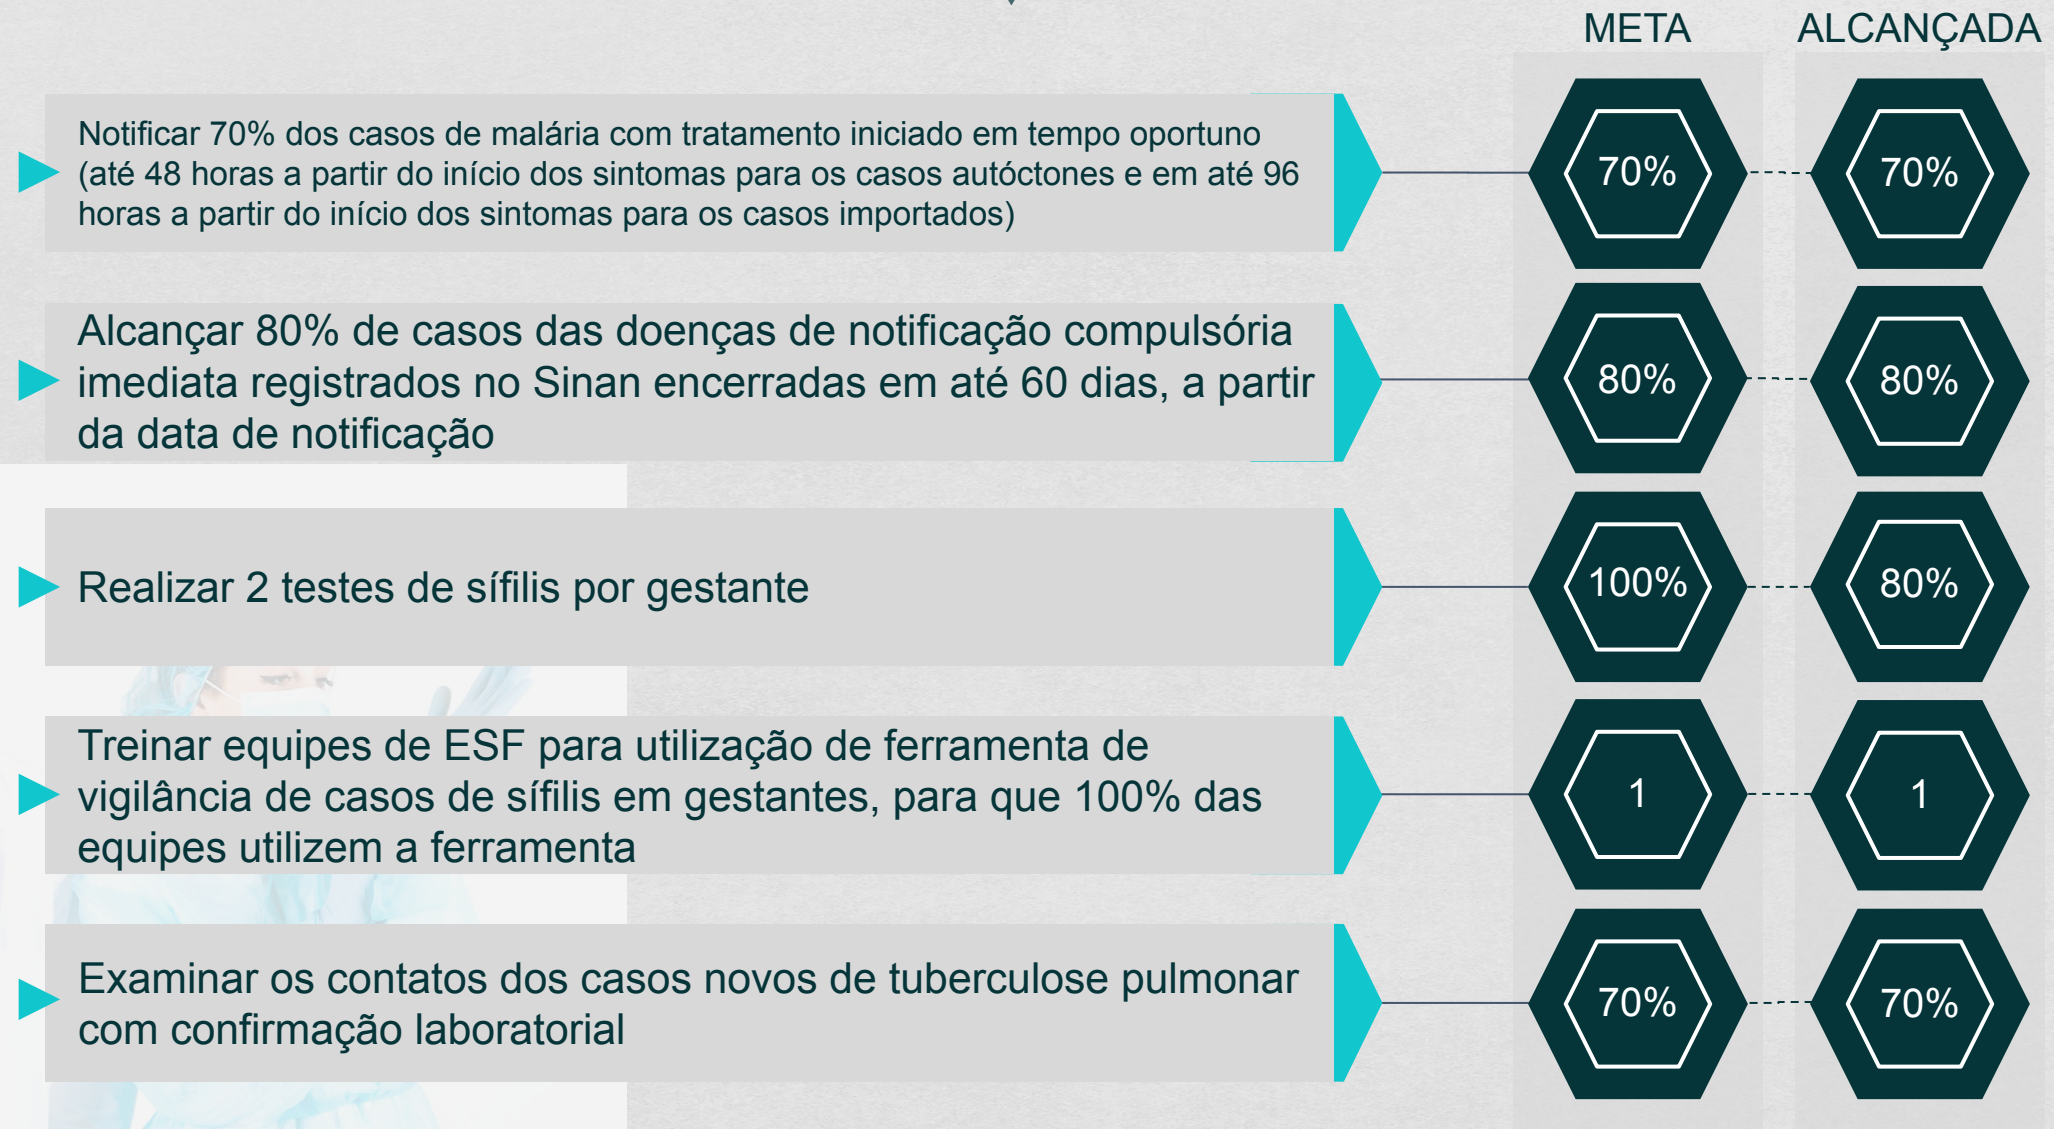 META ALCANÇADA
Notificar 70% dos casos de malária com tratamento iniciado em tempo oportuno
(até 48 horas a partir do início dos sintomas para os casos autóctones e em até 96
horas a partir do início dos sintomas para os casos importados)
70% 70%
Alcançar 80% de casos das doenças de notificação compulsória
imediata registrados no Sinan encerradas em até 60 dias, a partir
da data de notificação
80% 80%
Realizar 2 testes de sífilis por gestante
100% 80%
Treinar equipes de ESF para utilização de ferramenta de
vigilância de casos de sífilis em gestantes, para que 100% das
equipes utilizem a ferramenta
1 1
Examinar os contatos dos casos novos de tuberculose pulmonar
com confirmação laboratorial
70% 70%